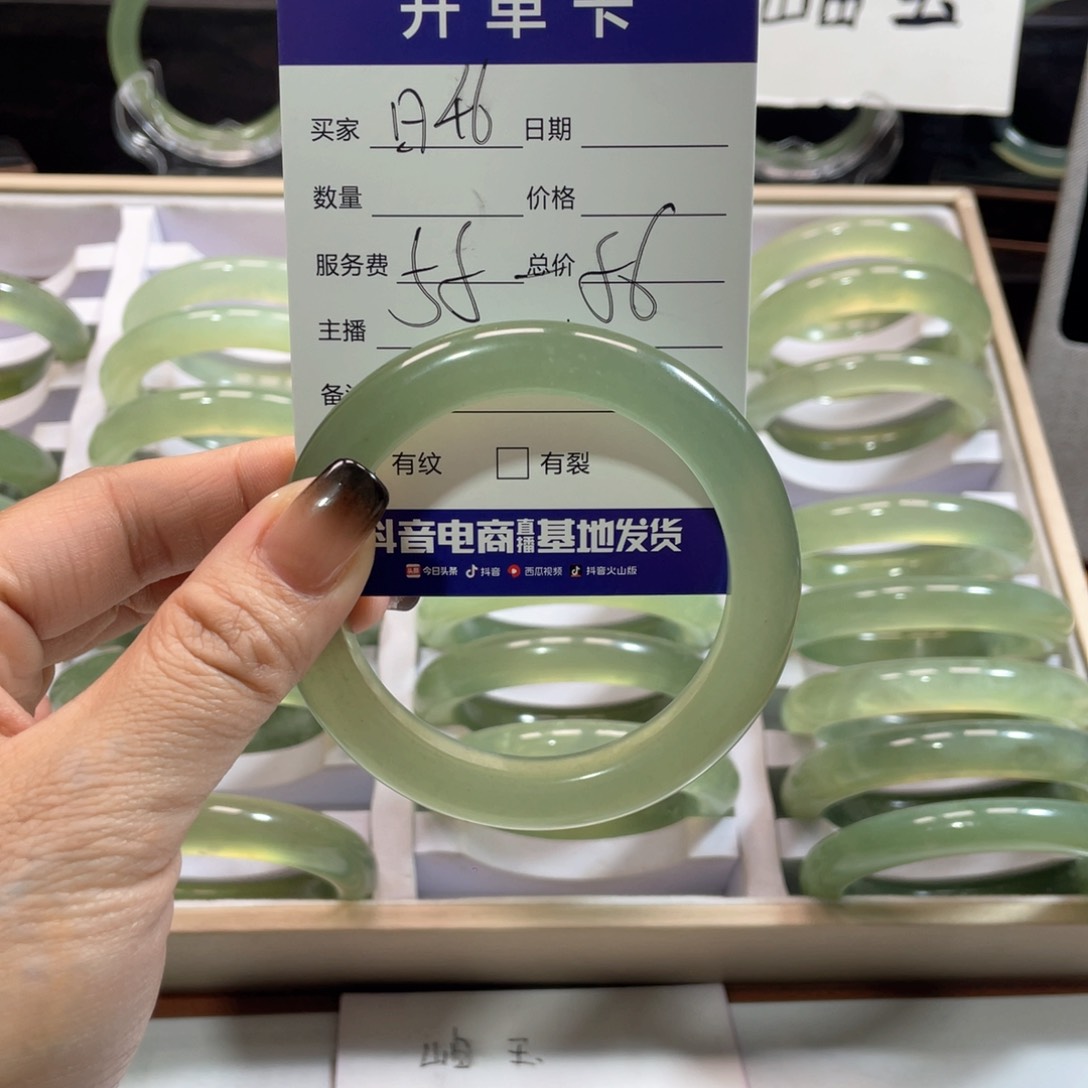 开单卡
买家 日期
数量 价格
服务费 58 总价
主播
备
有纹 □ 有裂
抖音电商直播基地发货
今日头条 抖音 西瓜视频 抖音火山版
岫玉